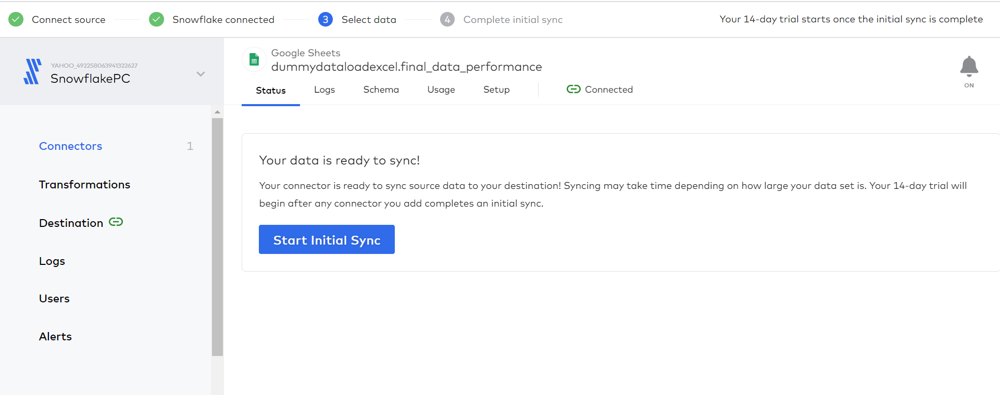 Connect source
Snowflake connected
3 Select data
4 Complete initial sync
Your 14-day trial starts once the initial sync is complete
YAHOO_492258063941322627
SnowflakePC
Google Sheets
dummydataloadexcel.final_data_performance
ON
Status Logs Schema Usage Setup Connected
Connectors 1
Transformations
Destination
Logs
Users
Alerts
Your data is ready to sync!
Your connector is ready to sync source data to your destination! Syncing may take time depending on how large your data set is. Your 14-day trial will
begin after any connector you add completes an initial sync.
Start Initial Sync